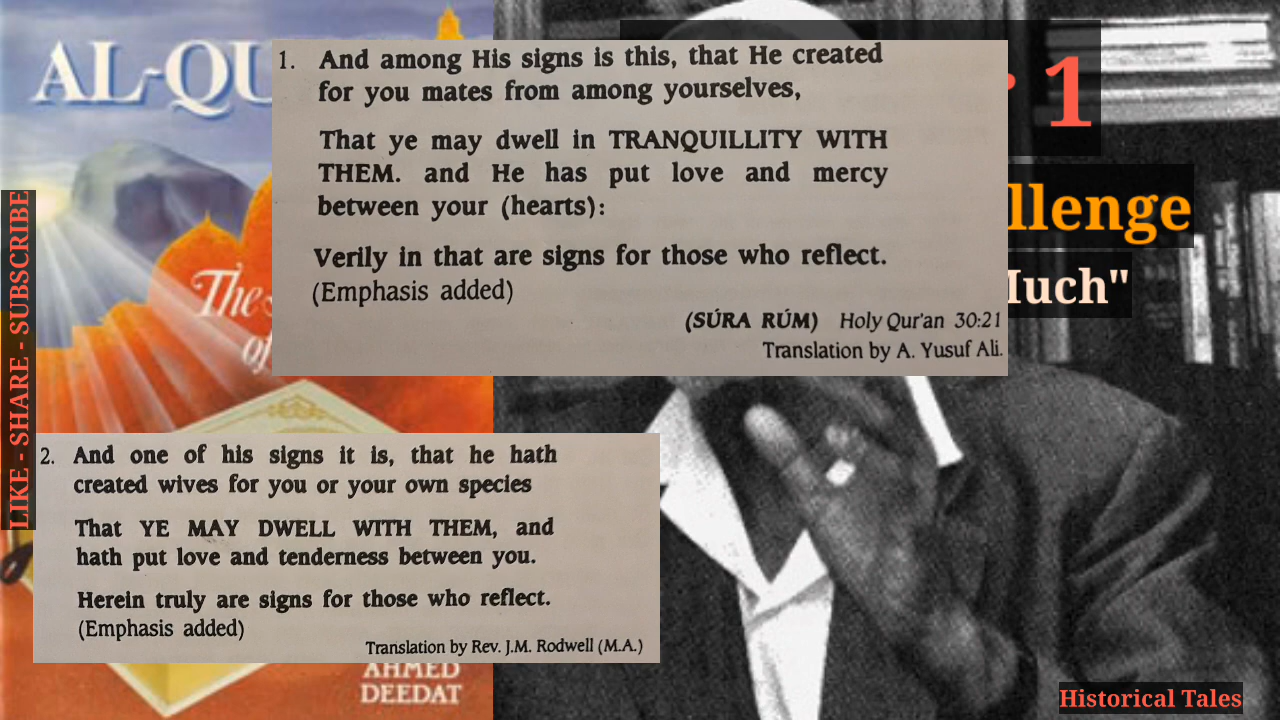 AL-QU
1
1. And among His signs is this, that He created
for you mates from among yourselves,
That ye may dwell in TRANQUILLITY WITH
THEM. and He has put love and mercy
between your (hearts):
Verily in that are signs for those who reflect.
(Emphasis added)
(SÚRA RÚM) Holy Qur'an 30:21
Translation by A. Yusuf Ali.
llenge
Much"
The
of
LIKE - SHARE - SUBSCRIBE
2. And one of his signs it is, that he hath
created wives for you or your own species
That YE MAY DWELL WITH THEM, and
hath put love and tenderness between you.
Herein truly are signs for those who reflect.
(Emphasis added)
Translation by Rev. J.M. Rodwell (M.A.)
AHMED
DEEDAT
Historical Tales